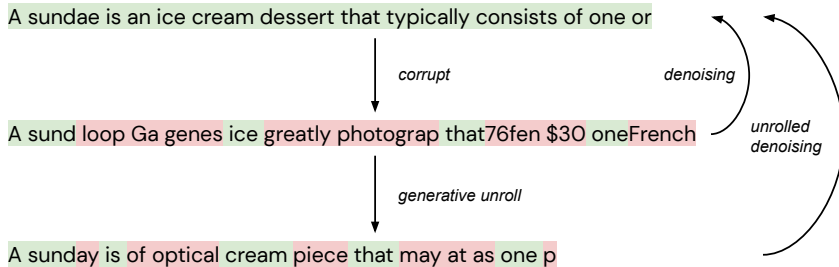 A sundae is an ice cream dessert that typically consists of one or
corrupt
denoising
A sund loop Ga genes ice greatly photograp that76fen $30 oneFrench
unrolled
denoising
generative unroll
A sunday is of optical cream piece that may at as one p